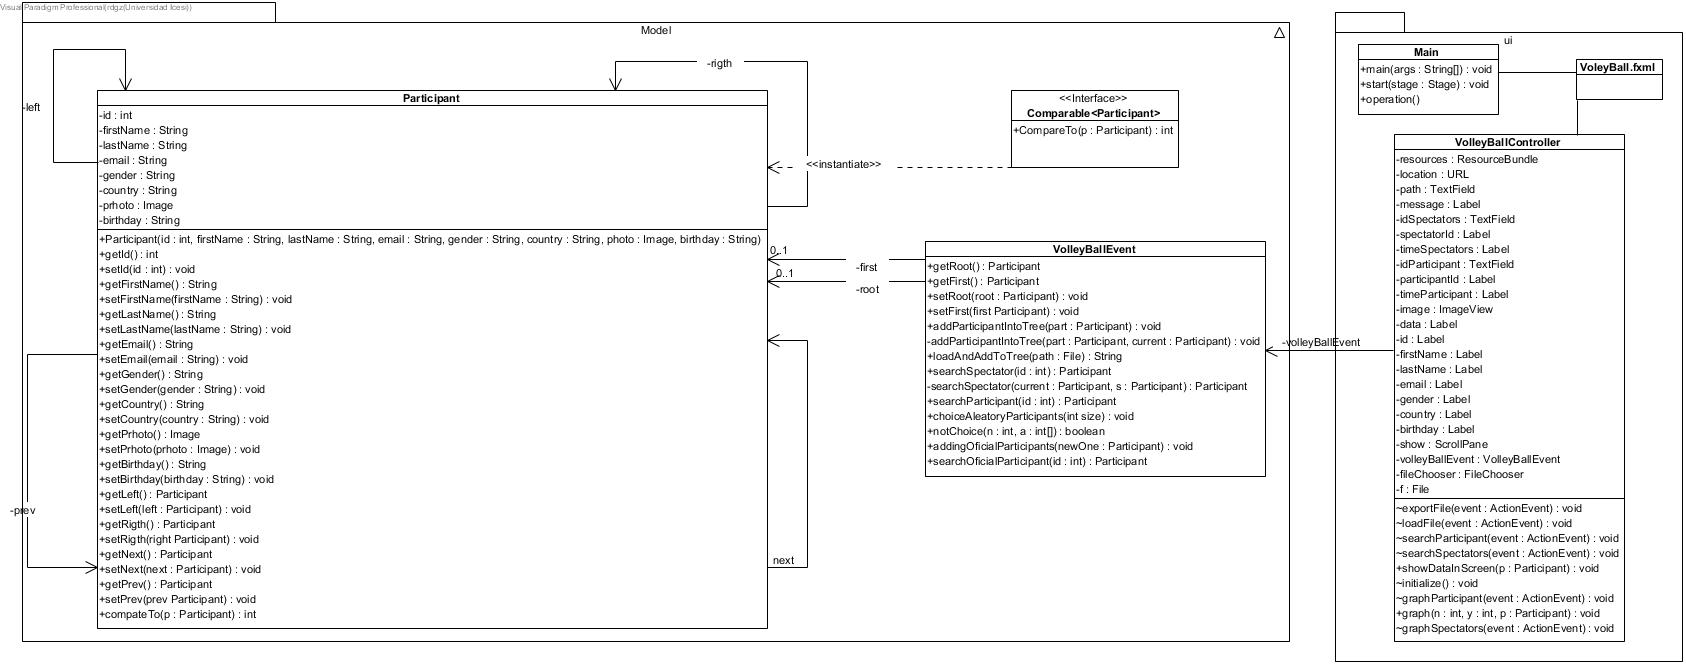 Visual Paradigm Professional(rdgz(Universidad Icesi))
Model
-left
-rigth
Participant
-id : int
-firstName : String
-lastName : String
-email : String
-gender : String
-country : String
-prhoto : Image
-birthday : String
+Participant(id : int, firstName : String, lastName : String, email : String, gender : String, country : String, photo : Image, birthday : String)
+getId() : int
+setId(id : int) : void
+getFirstName() : String
+setFirstName(firstName : String) : void
+getLastName() : String
+setLastName(lastName : String) : void
+getEmail() : String
+setEmail(email : String) : void
+getGender() : String
+setGender(gender : String) : void
+getCountry() : String
+setCountry(country : String) : void
+getPrhoto() : Image
+setPrhoto(prhoto : Image) : void
+getBirthday() : String
+setBirthday(birthday : String) : void
+getLeft() : Participant
+setLeft(left : Participant) : void
+getRigth() : Participant
+setRigth(right Participant) : void
+getNext() : Participant
+setNext(next : Participant) : void
+getPrev() : Participant
+setPrev(prev Participant) : void
+compateTo(p : Participant) : int
-prev
next
<<Interface>>
Comparable<Participant>
+CompareTo(p : Participant) : int
<<instantiate>>
0..1
-first
0..1
-root
VolleyBallEvent
+getRoot() : Participant
+getFirst() : Participant
+setRoot(root : Participant) : void
+setFirst(first Participant) : void
+addParticipantIntoTree(part : Participant) : void
-addParticipantIntoTree(part : Participant, current : Participant) : void
+loadAndAddToTree(path : File) : String
+searchSpectator(id : int) : Participant
-searchSpectator(current : Participant, s : Participant) : Participant
+searchParticipant(id : int) : Participant
+choiceAleatoryParticipants(int size) : void
+notChoice(n : int, a : int[]) : boolean
+addingOficialParticipants(newOne : Participant) : void
+searchOficialParticipant(id : int) : Participant
-volleyBallEvent
ui
Main
+main(args : String[]) : void
+start(stage : Stage) : void
+operation()
VoleyBall.fxml
VolleyBallController
-resources : ResourceBundle
-location : URL
-path : TextField
-message : Label
-idSpectators : TextField
-spectatorId : Label
-timeSpectators : Label
-idParticipant : TextField
-participantId : Label
-timeParticipant : Label
-image : ImageView
-data : Label
-id : Label
-firstName : Label
-lastName : Label
-email : Label
-gender : Label
-country : Label
-birthday : Label
-show : ScrollPane
-volleyBallEvent : VolleyBallEvent
-fileChooser : FileChooser
-f : File
~exportFile(event : ActionEvent) : void
~loadFile(event : ActionEvent) : void
~searchParticipant(event : ActionEvent) : void
~searchSpectators(event : ActionEvent) : void
+showDataInScreen(p : Participant) : void
~initialize() : void
~graphParticipant(event : ActionEvent) : void
+graph(n : int, y : int, p : Participant) : void
~graphSpectators(event : ActionEvent) : void